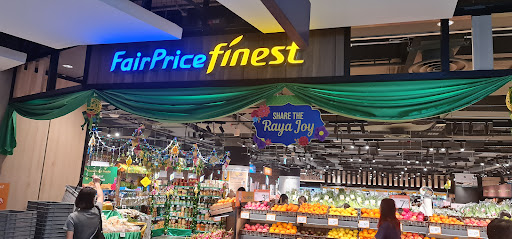 FairPrice finest
SHARE THE
Raya Joy